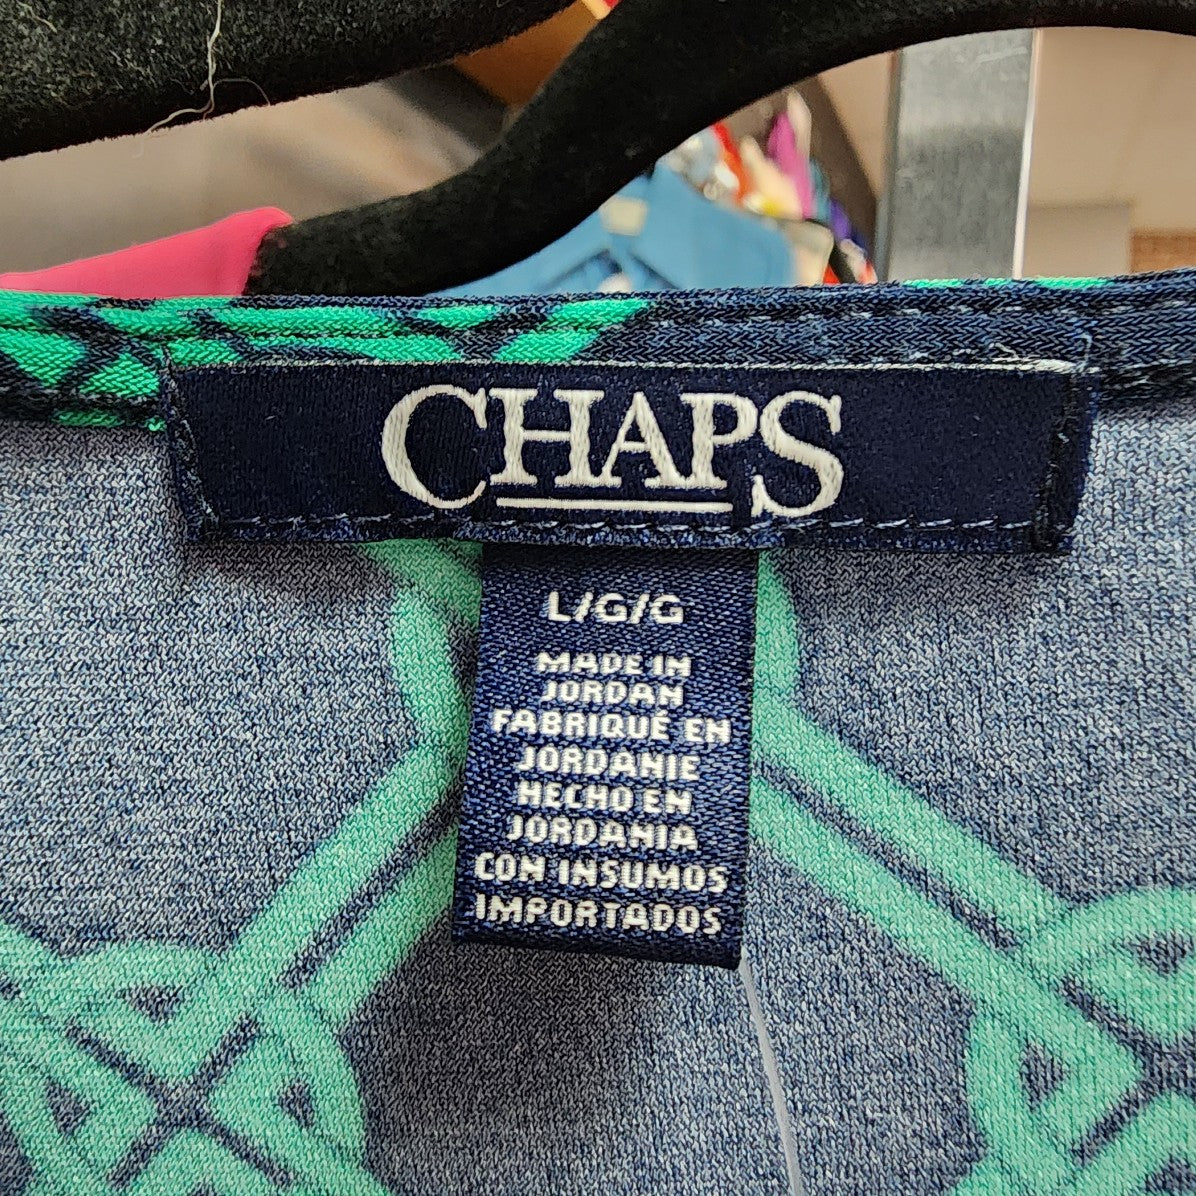 CHAPS
L/G/G
MADE IN
JORDAN
FABRIQUÉ EN
JORDANIE
HECHO EN
JORDANIA
CON INSUMOS
IMPORTADOS